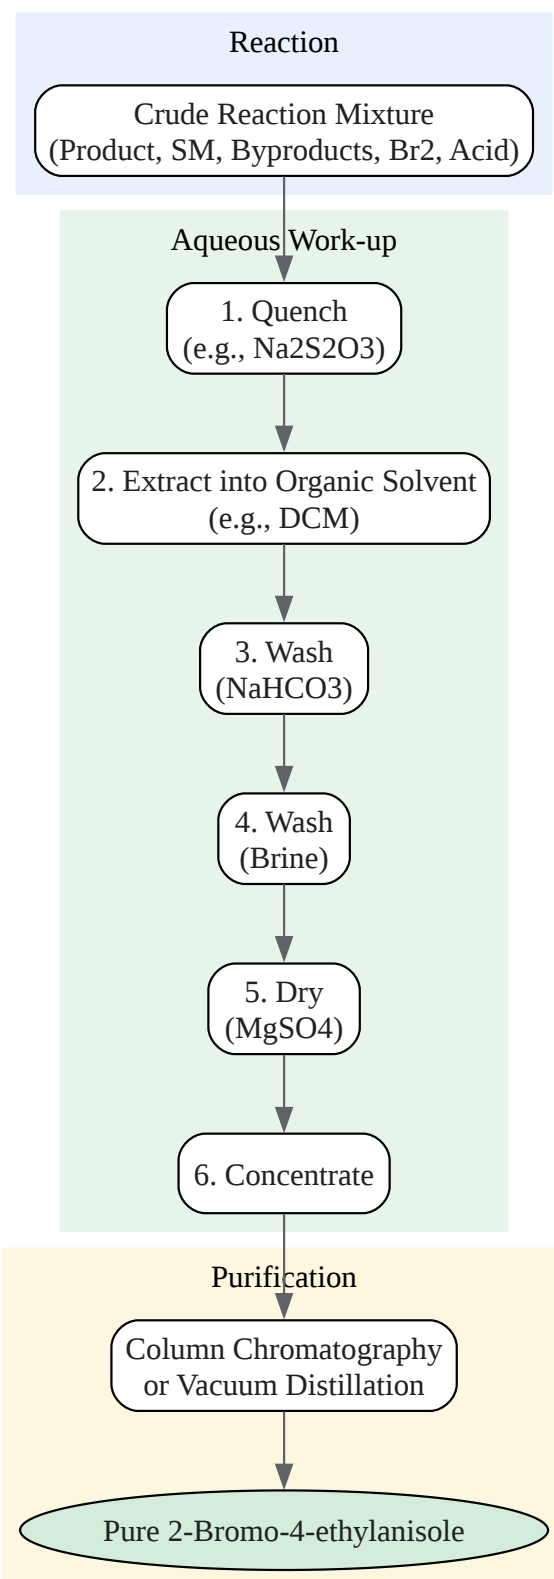 Reaction
Crude Reaction Mixture
(Product, SM, Byproducts, Br2, Acid)
Aqueous Work-up
1. Quench
(e.g., Na2S2O3)
2. Extract into Organic Solvent
(e.g., DCM)
3. Wash
(NaHCO3)
4. Wash
(Brine)
5. Dry
(MgSO4)
6. Concentrate
Purification
Column Chromatography
or Vacuum Distillation
Pure 2-Bromo-4-ethylanisole